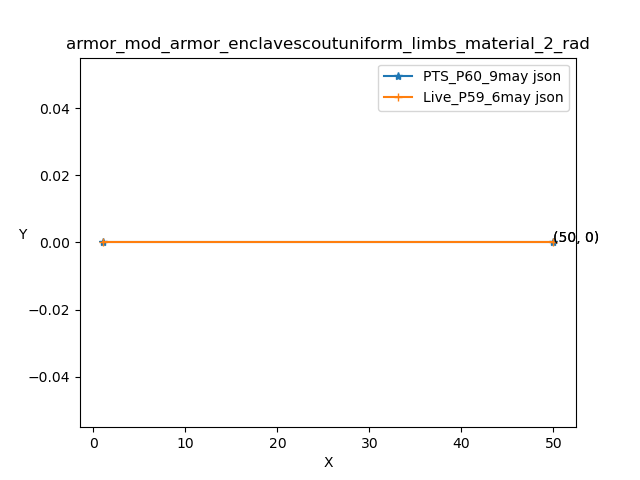 armor_mod_armor_enclavescoutuniform_limbs_material_2_rad
PTS_P60_9may json
Live_P59_6may json
0.04
0.02
0.00
−0.02
−0.04
Y
(50, 0)
0 10 20 30 40 50
X